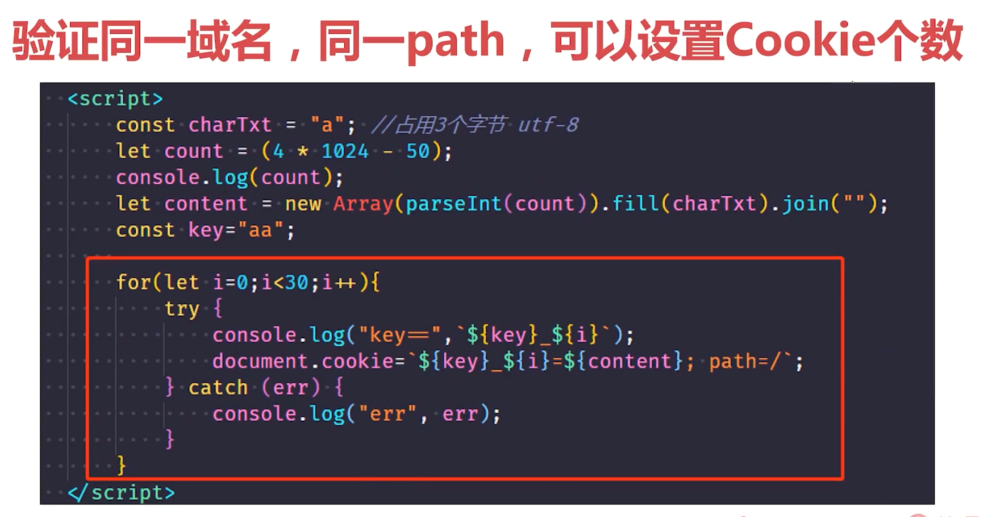 验证同一域名，同一path，可以设置Cookie个数
<script>
const charTxt = "a"; //占用3个字节 utf-8
let count = (4 * 1024 - 50);
console.log(count);
let content = new Array(parseInt(count)).fill(charTxt).join("");
const key="aa";
for(let i=0;i<30;i++){
try {
console.log("key==",`${key}_${i}`);
document.cookie=`${key}_${i}=${content}; path=/`;
} catch (err) {
console.log("err", err);
}
}
</script>